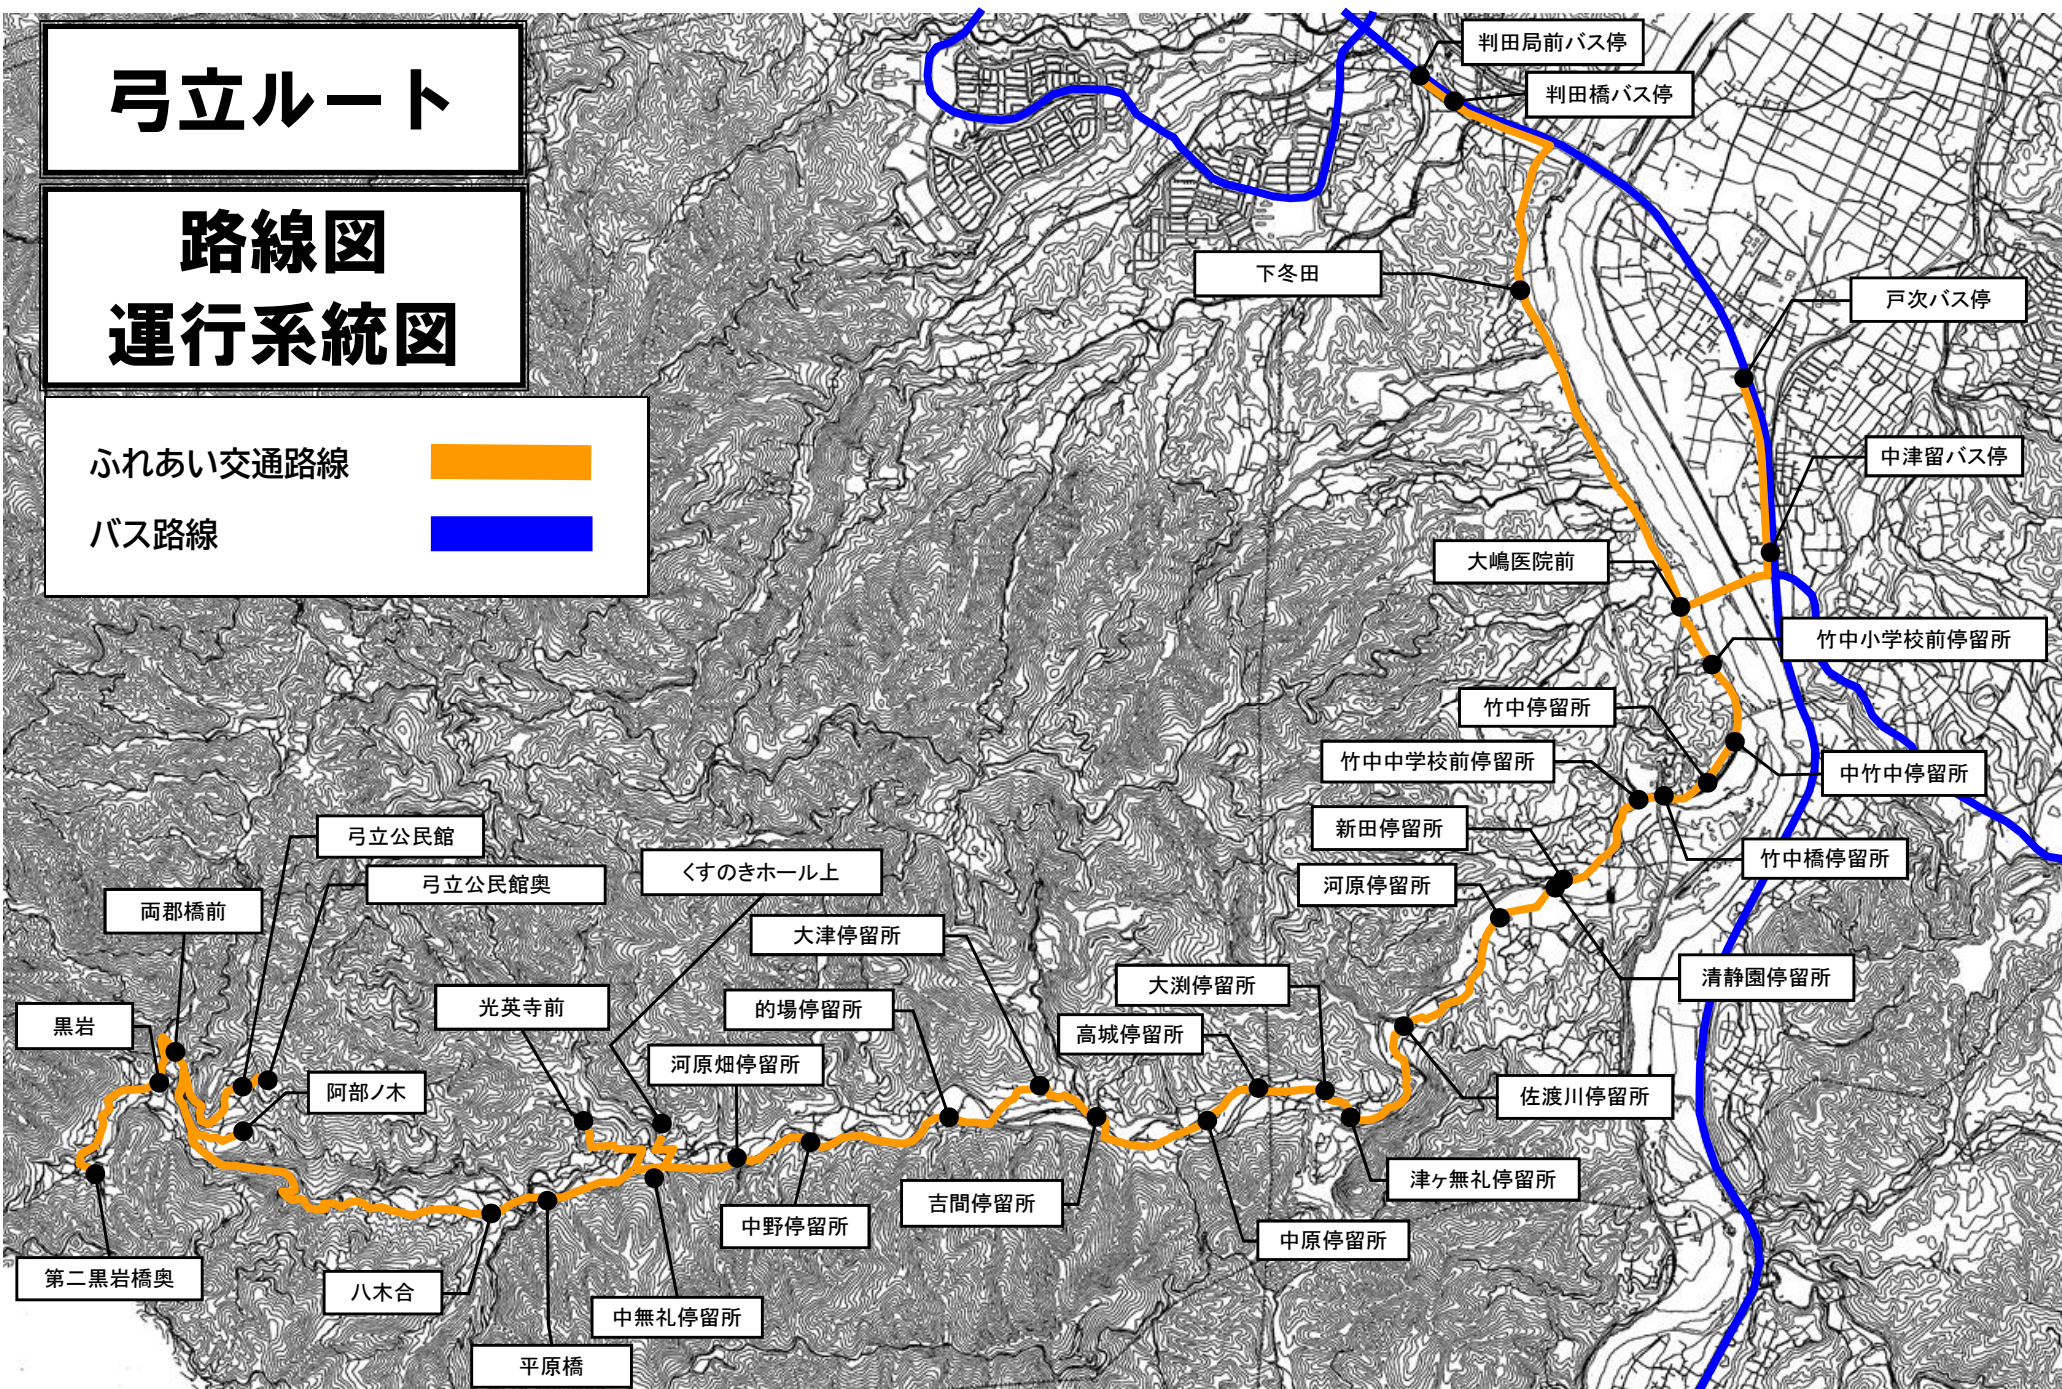 弓立ルート
路線図
運行系統図
ふれあい交通路線
バス路線
判田局前バス停
判田橋バス停
下冬田
戸次バス停
中津留バス停
大嶋医院前
竹中小学校前停留所
竹中停留所
竹中中学校前停留所
中竹中停留所
新田停留所
竹中橋停留所
河原停留所
弓立公民館
くすのきホール上
弓立公民館奥
両郡橋前
大津停留所
清静園停留所
大渕停留所
光英寺前
的場停留所
黒岩
高城停留所
河原畑停留所
阿部ノ木
佐渡川停留所
津ヶ無礼停留所
吉間停留所
中野停留所
中原停留所
第二黒岩橋奥
八木合
中無礼停留所
平原橋